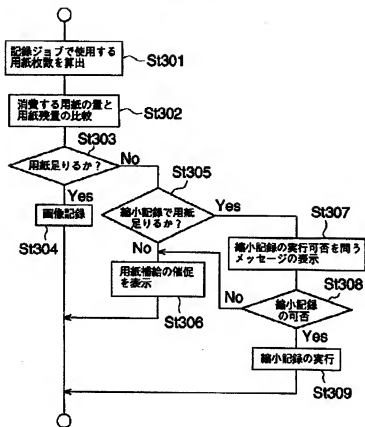 記録ジョブで使用する
用紙枚数を算出
St301
消費する用紙の量と
用紙残量の比較
St302
St303
用紙足りるか?
No
Yes
画像記録
St304
St305
縮小記録で用紙
足りるか?
Yes
No
用紙補給の催促
を表示
St306
St307
縮小記録の実行可否を問う
メッセージの表示
St308
縮小記録
の可否
No
Yes
縮小記録の実行
St309